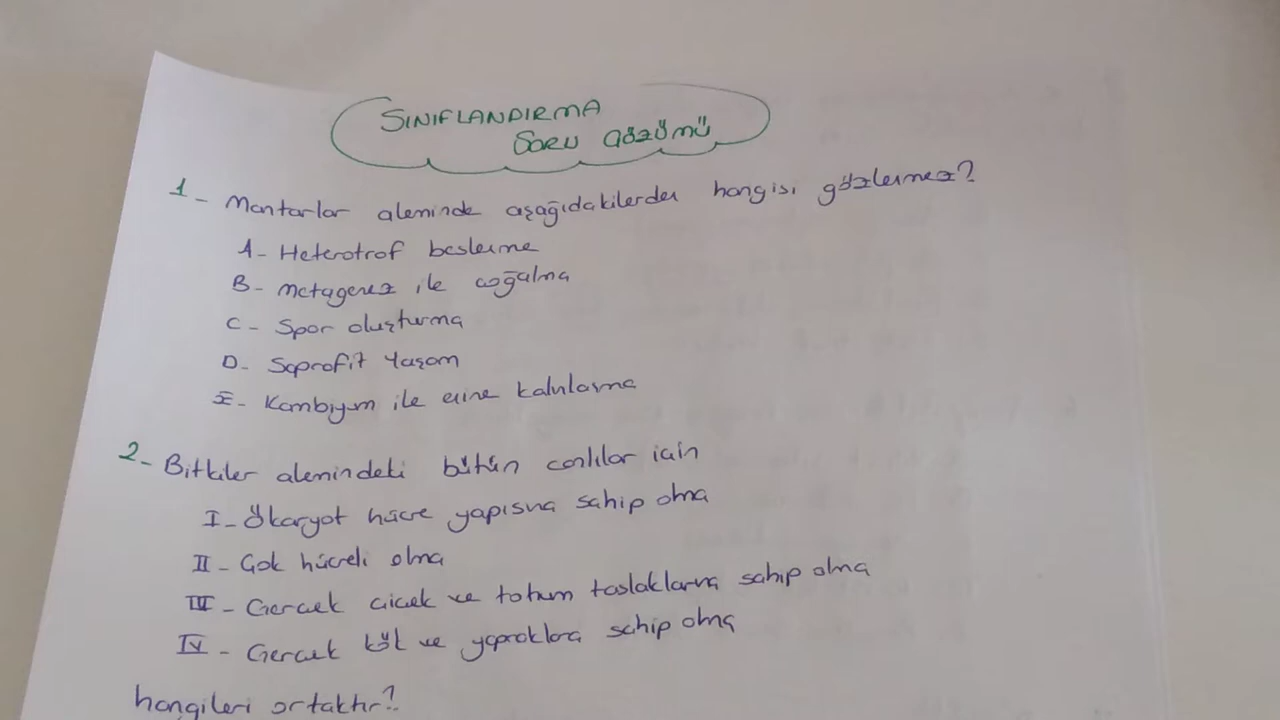 SINIFLANDIRMA
SORU ÇÖZÜMÜ
1- Mantarlar aleminde aşağıdakilerden hangisi gözlenmez?
A- Heterotrof beslenme
B- metagenez ile çoğalma
C- Spor oluşturma
D- Saprofit Yaşam
E- Kambiyum ile enine kalınlaşma
2- Bitkiler alemindeki bütün canlılar için
I- Ökaryot hücre yapısına sahip olma
II- Çok hücreli olma
III- Gerçek çiçek ve tohum taslaklarına sahip olma
IV- Gerçek kök ve yapraklara sahip olma
hangileri ortaktır?